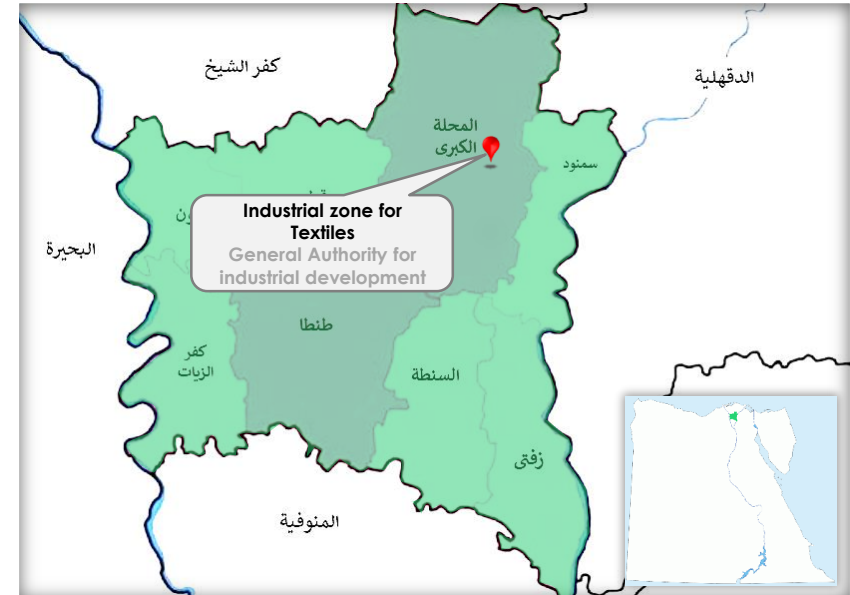 كفر الشيخ
الدقهلية
المحلة
الكبرى
سمنود
Industrial zone for
Textiles
General Authority for
industrial development
البحيرة
طنطا
كفر
الزيات
السنطة
زفتى
المنوفية